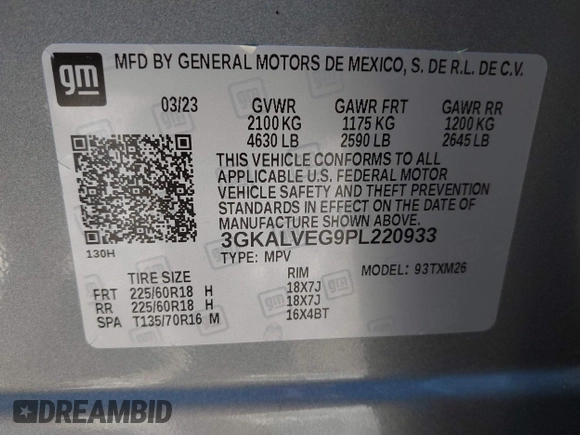 gm
MFD BY GENERAL MOTORS DE MEXICO, S. DE R.L. DE C.V.
03/23 GVWR GAWR FRT GAWR RR
2100 KG 1175 KG 1200 KG
4630 LB 2590 LB 2645 LB
THIS VEHICLE CONFORMS TO ALL
APPLICABLE U.S. FEDERAL MOTOR
VEHICLE SAFETY AND THEFT PREVENTION
STANDARDS IN EFFECT ON THE DATE OF
MANUFACTURE SHOWN ABOVE.
130H
3GKALVEG9PL220933
TYPE: MPV MODEL: 93TXM26
TIRE SIZE RIM
FRT 225/60R18 H 18X7J
RR 225/60R18 H 18X7J
SPA T135/70R16 M 16X4BT
DREAMBID